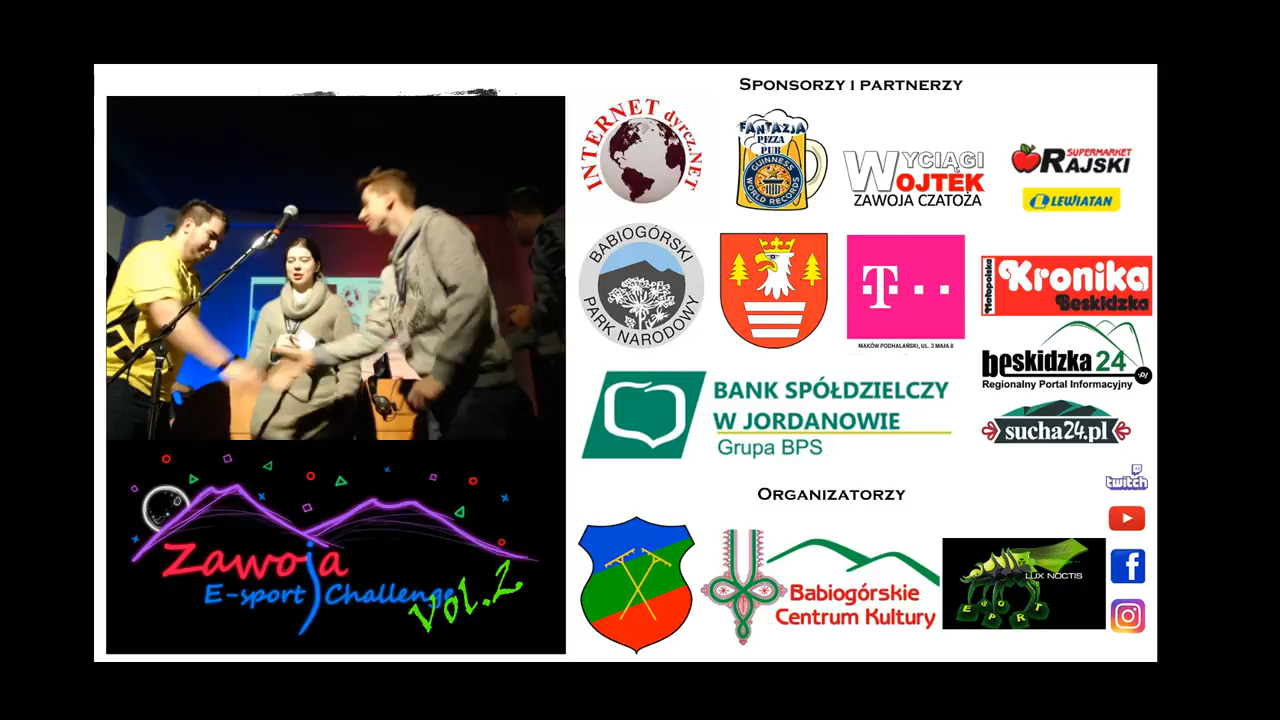 SPONSORZY I PARTNERZY
INTERNET dyrcz.NET
FANTAZJA
PIZZA
PUB
GUINNESS
WORLD RECORDS
WYCIĄGI
WOJTEK
ZAWOJA CZATOŻA
SUPERMARKET
RAJSKI
LEWIATAN
BABIOGÓRSKI
PARK NARODOWY
T
MAKÓW PODHALAŃSKI, UL. 3 MAJA 8
Małopolska
Kronika
Beskidzka
beskidzka24
.pl
Regionalny Portal Informacyjny
BANK SPÓŁDZIELCZY
W JORDANOWIE
Grupa BPS
sucha24.pl
twitch
ORGANIZATORZY
Babiogórskie
Centrum Kultury
LUX NOCTIS
ESPORT
Zawoja
E-sport Challenge
Vol.2